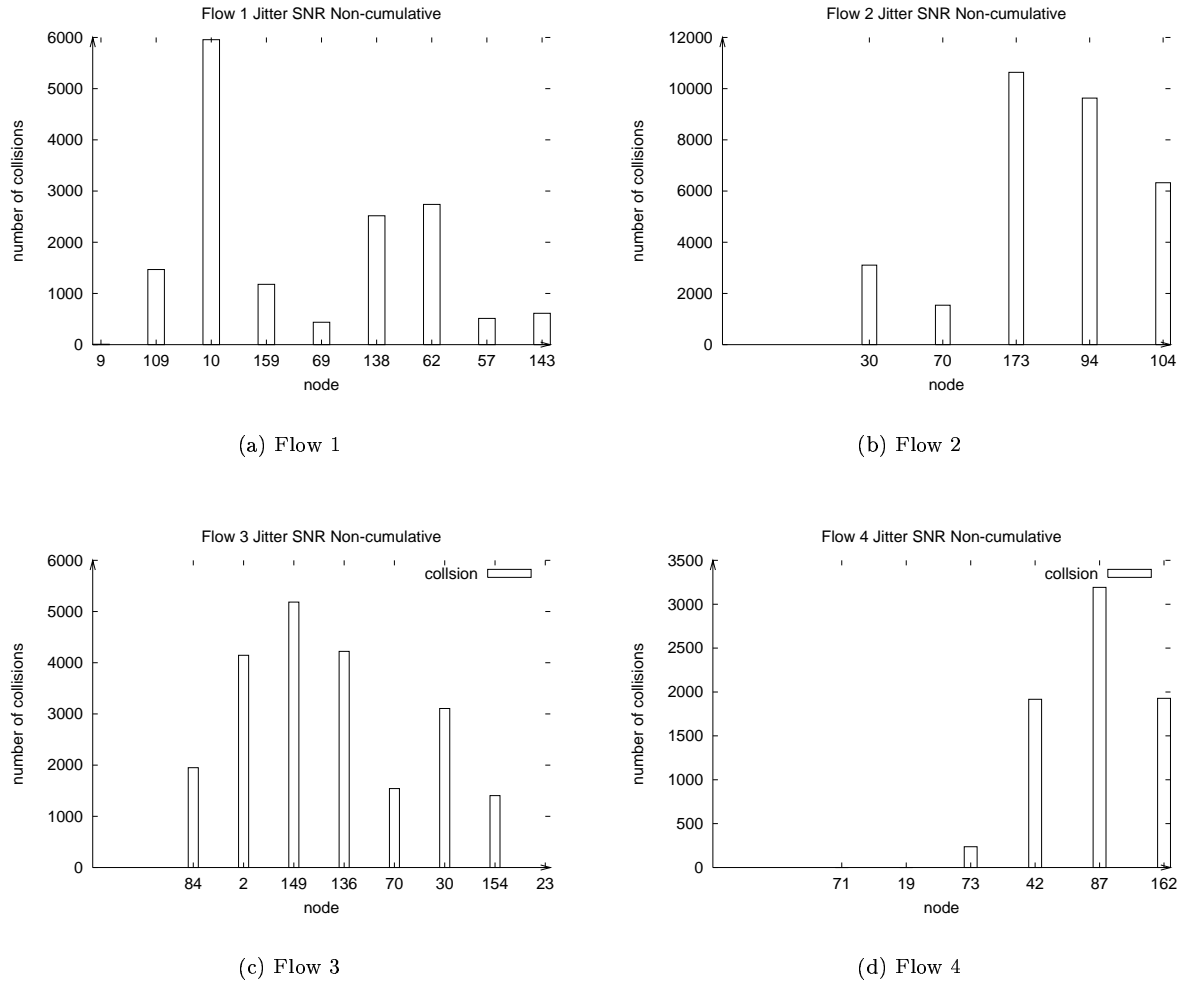 Flow 1 Jitter SNR Non-cumulative
6000
5000
4000
3000
2000
1000
0
number of collisions
9 109 10 159 69 138 62 57 143
node
(a) Flow 1
Flow 2 Jitter SNR Non-cumulative
12000
10000
8000
6000
4000
2000
0
number of collisions
30 70 173 94 104
node
(b) Flow 2
Flow 3 Jitter SNR Non-cumulative
collsion
6000
5000
4000
3000
2000
1000
0
number of collisions
84 2 149 136 70 30 154 23
node
(c) Flow 3
Flow 4 Jitter SNR Non-cumulative
collsion
3500
3000
2500
2000
1500
1000
500
0
number of collisions
71 19 73 42 87 162
node
(d) Flow 4